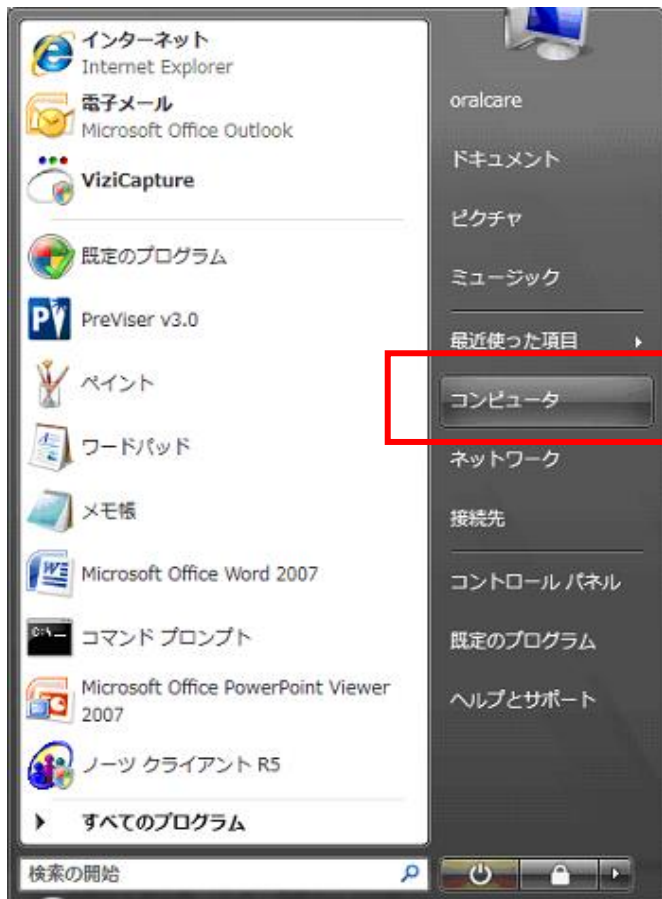 インターネット
Internet Explorer
電子メール
Microsoft Office Outlook
ViziCapture
既定のプログラム
PreViser v3.0
ペイント
ワードパッド
メモ帳
Microsoft Office Word 2007
コマンド プロンプト
Microsoft Office PowerPoint Viewer
2007
ノーツ クライアント R5
すべてのプログラム
検索の開始
oralcare
ドキュメント
ピクチャ
ミュージック
最近使った項目
コンピュータ
ネットワーク
接続先
コントロール パネル
既定のプログラム
ヘルプとサポート